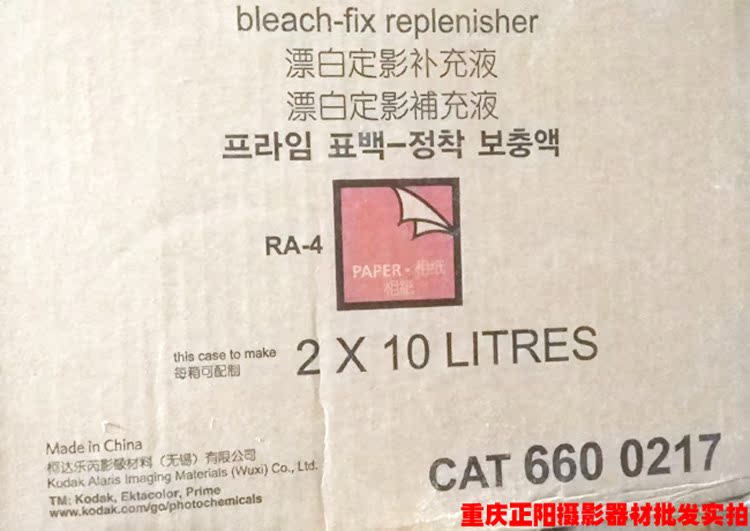 bleach-fix replenisher
漂白定影补充液
漂白定影補充液
프라임 표백-정착 보충액
RA-4
PAPER - 相纸
相紙
this case to make
每箱可配制
2 X 10 LITRES
Made in China
柯达乐芮影像材料（无锡）有限公司
Kodak Alaris Imaging Materials (Wuxi) Co., Ltd.
TM: Kodak, Ektacolor, Prime
www.kodak.com/go/photochemicals
CAT 660 0217
重庆正阳摄影器材批发实拍